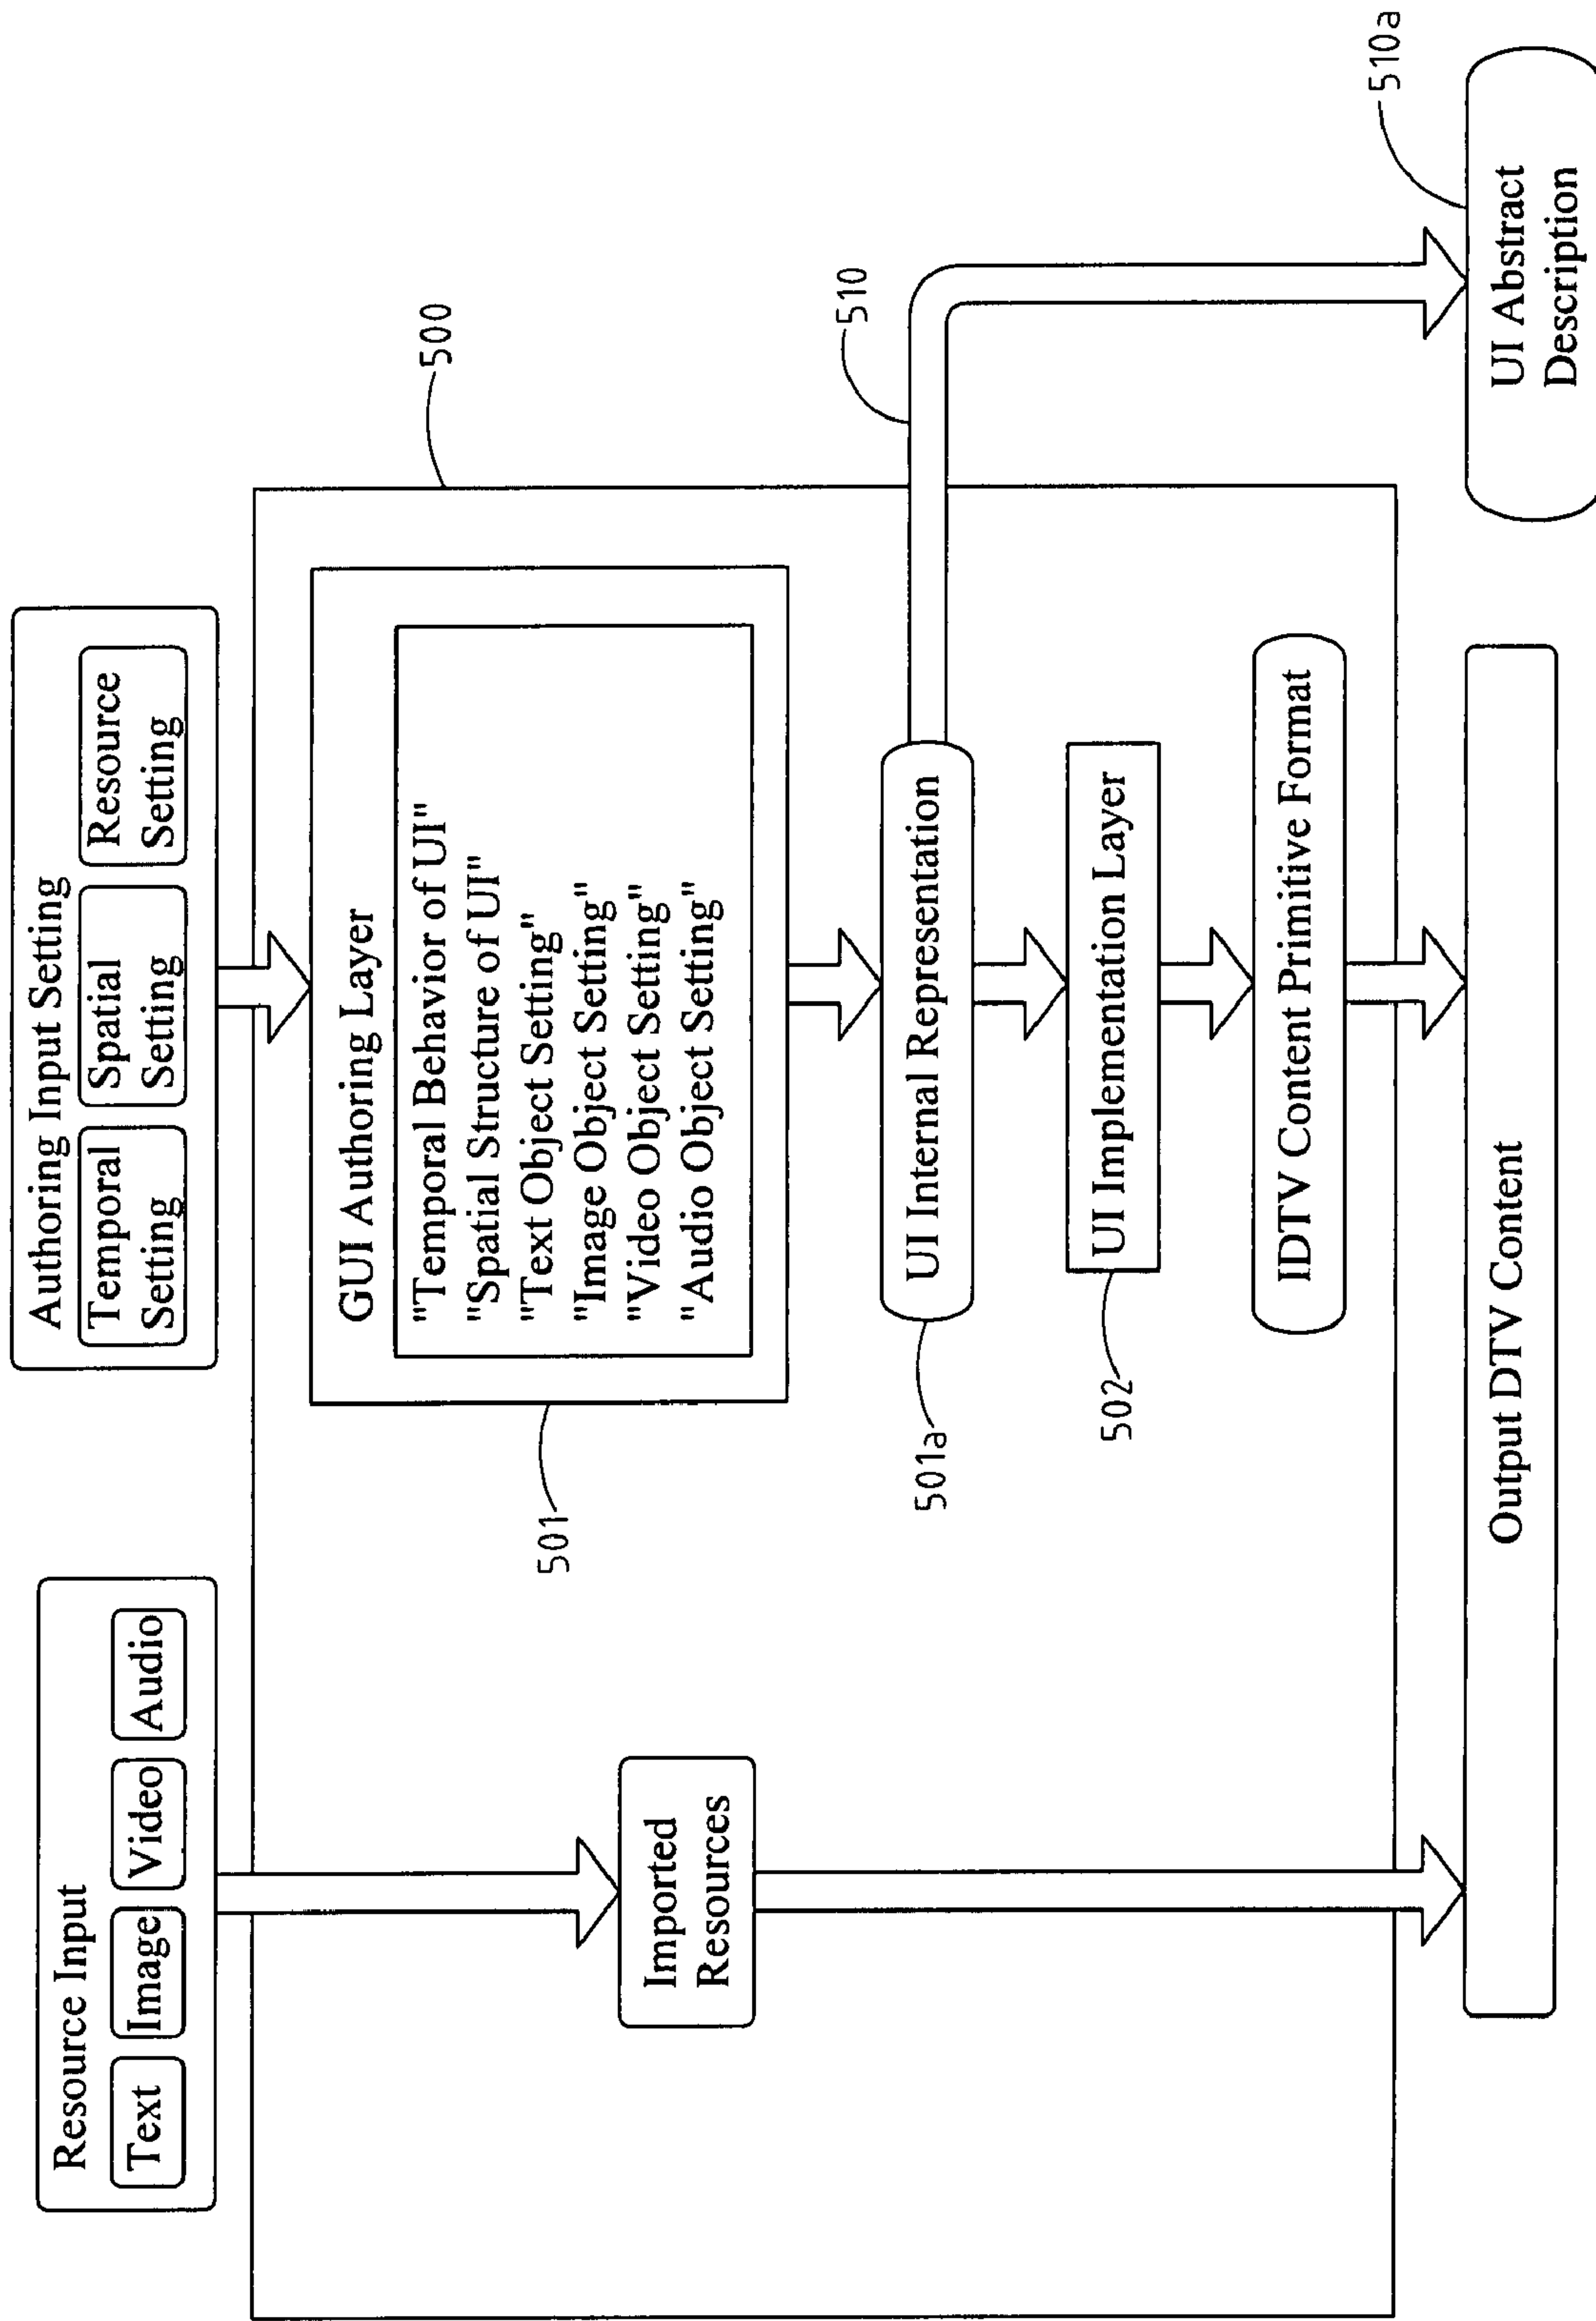 Resource Input
Text
Image
Video
Audio
Authoring Input Setting
Temporal
Setting
Spatial
Setting
Resource
Setting
500
GUI Authoring Layer
"Temporal Behavior of UI"
"Spatial Structure of UI"
"Text Object Setting"
"Image Object Setting"
"Video Object Setting"
"Audio Object Setting"
501
Imported
Resources
UI Internal Representation
501a
510
UI Implementation Layer
502
IDTV Content Primitive Format
Output DTV Content
UI Abstract
Description
510a